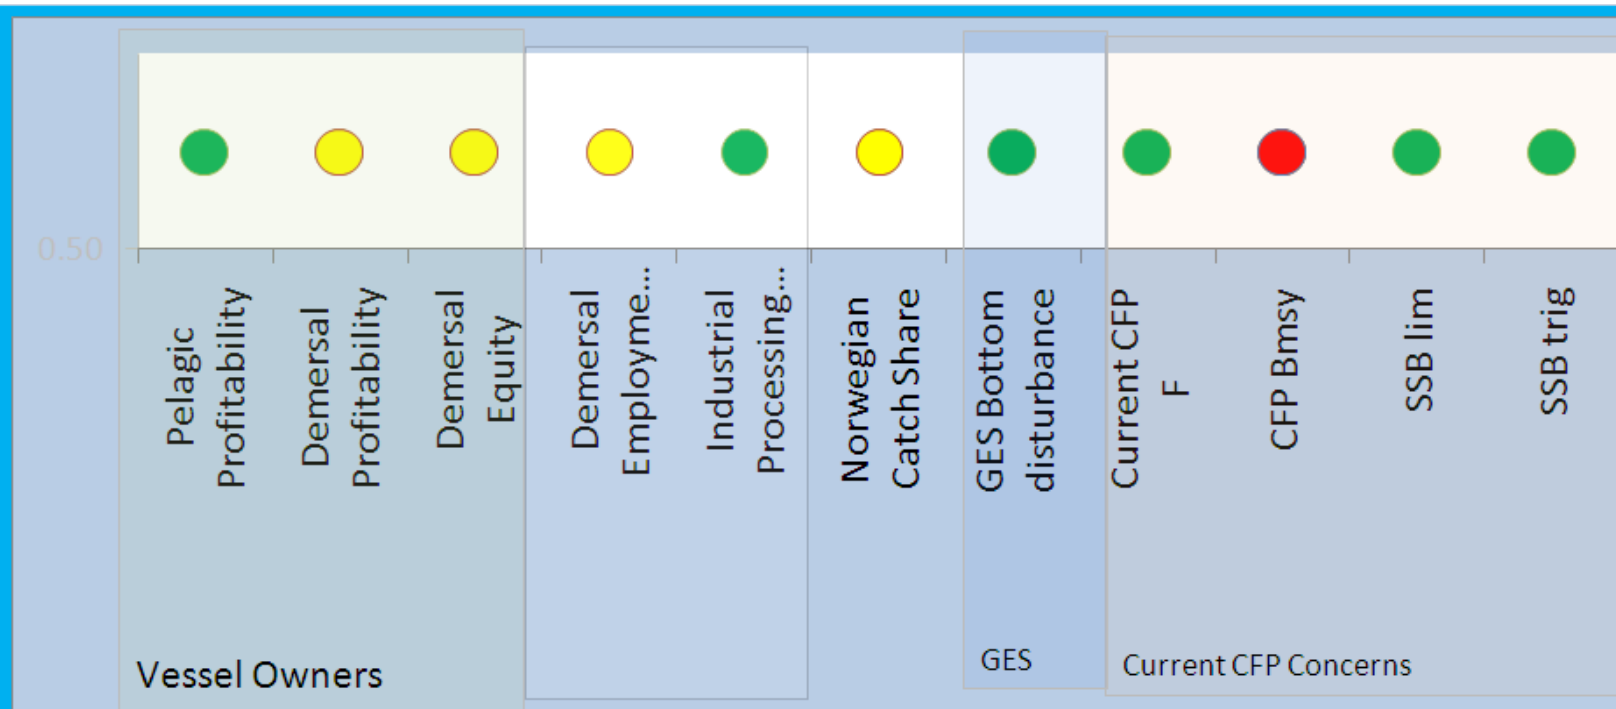 0.50
Pelagic
Profitability
Demersal
Profitability
Demersal
Equity
Demersal
Employme...
Industrial
Processing...
Norwegian
Catch Share
GES Bottom
disturbance
Current CFP
F
CFP Bmsy
SSB lim
SSB trig
Vessel Owners
GES
Current CFP Concerns